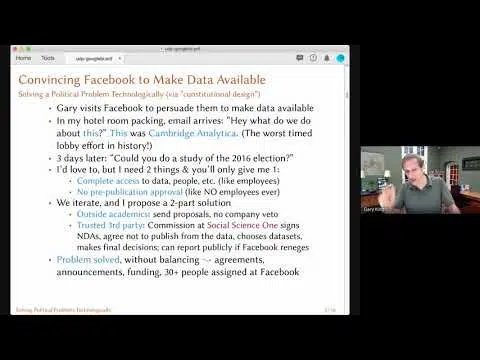 udp-googlebl.pdf
Home Tools udp-googlebl.pdf ×
Convincing Facebook to Make Data Available
Solving a Political Problem Technologically (via "constitutional design")
• Gary visits Facebook to persuade them to make data available
• In my hotel room packing, email arrives: "Hey what do we do
about this?" This was Cambridge Analytica. (The worst timed
lobby effort in history!)
• 3 days later: "Could you do a study of the 2016 election?"
• I'd love to, but I need 2 things & you'll only give me 1:
• Complete access to data, people, etc. (like employees)
• No pre-publication approval (like NO employees ever)
• We iterate, and I propose a 2-part solution
• Outside academics: send proposals, no company veto
• Trusted 3rd party: Commission at Social Science One signs
NDAs, agree not to publish from the data, chooses datasets,
makes final decisions; can report publicly if Facebook reneges
• Problem solved, without balancing ⇝ agreements,
announcements, funding, 30+ people assigned at Facebook
Solving Political Problems Technologically
Gary King